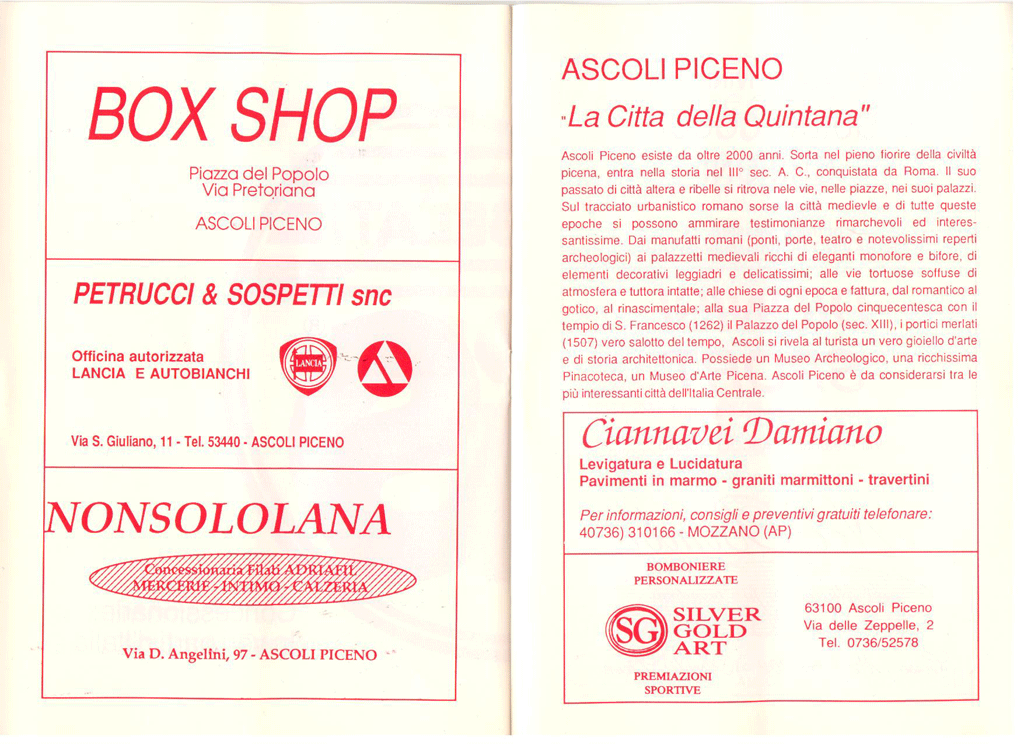 BOX SHOP
Piazza del Popolo
Via Pretoriana
ASCOLI PICENO
PETRUCCI & SOSPETTI snc
Officina autorizzata
LANCIA E AUTOBIANCHI
LANCIA
Via S. Giuliano, 11 - Tel. 53440 - ASCOLI PICENO
NONSOLOLANA
Concessionaria Filati ADRIAFIL
MERCERIE - INTIMO - CALZERIA
Via D. Angelini, 97 - ASCOLI PICENO
ASCOLI PICENO
"La Citta della Quintana"
Ascoli Piceno esiste da oltre 2000 anni. Sorta nel pieno fiorire della civiltà
picena, entra nella storia nel III° sec. A. C., conquistata da Roma. Il suo
passato di città altera e ribelle si ritrova nele vie, nelle piazze, nei suoi palazzi.
Sul tracciato urbanistico romano sorse la città medievle e di tutte queste
epoche si possono ammirare testimonianze rimarchevoli ed interes-
santissime. Dai manufatti romani (ponti, porte, teatro e notevolissimi reperti
archeologici) ai palazzetti medievali ricchi di eleganti monofore e bifore, di
elementi decorativi leggiadri e delicatissimi; alle vie tortuose soffuse di
atmosfera e tuttora intatte; alle chiese di ogni epoca e fattura, dal romantico al
gotico, al rinascimentale; alla sua Piazza del Popolo cinquecentesca con il
tempio di S. Francesco (1262) il Palazzo del Popolo (sec. XIII), i portici merlati
(1507) vero salotto del tempo, Ascoli si rivela al turista un vero gioiello d'arte
e di storia architettonica. Possiede un Museo Archeologico, una ricchissima
Pinacoteca, un Museo d'Arte Picena. Ascoli Piceno è da considerarsi tra le
più interessanti città dell'Italia Centrale.
Ciannavei Damiano
Levigatura e Lucidatura
Pavimenti in marmo - graniti marmittoni - travertini
Per informazioni, consigli e preventivi gratuiti telefonare:
40736) 310166 - MOZZANO (AP)
BOMBONIERE
PERSONALIZZATE
SG
SILVER
GOLD
ART
PREMIAZIONI
SPORTIVE
63100 Ascoli Piceno
Via delle Zeppelle, 2
Tel. 0736/52578